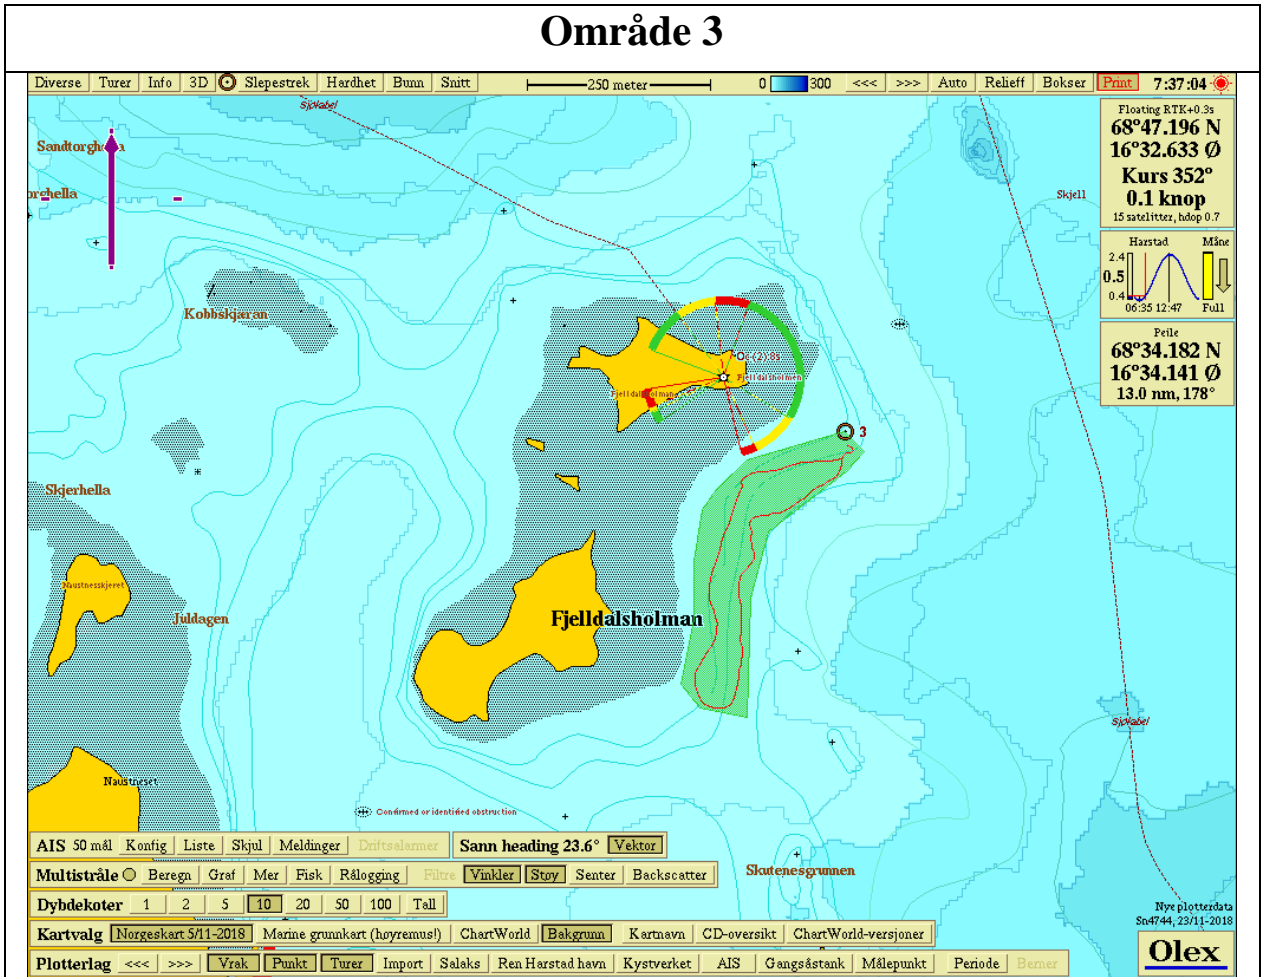 Område 3
Diverse Turer Info 3D Slepestrek Hardhet Bunn Snitt 250 meter 0 300 <<< >>> Auto Relieff Bokser Print 7:37:04
Sjøkabel
Floating RTK+0.3s
68°47.196 N
16°32.633 Ø
Kurs 352°
0.1 knop
15 satelitter, hdop 0.7
Skjell
Harstad Måne
2.4
0.5
0.4
06:35 12:47 Full
Kobbskjæran
Peile
68°34.182 N
16°34.141 Ø
13.0 nm, 178°
Oc(2) 8s
Fjelldalsholmen
3
Skjerhella
Naustnesskjeret
Juldagen
Fjelldalsholman
Sjøkabel
Naustneset
Confirmed or identified obstruction
AIS 50 mål Konfig Liste Skjul Meldinger Driftsalarmer Sann heading 23.6° Vektor
Multistråle Beregn Graf Mer Fisk Rålogging Filtre Vinkler Støy Senter Backscatter
Skutenesgrunnen
Dybdekoter 1 2 5 10 20 50 100 Tall
Nye plotterdata
Sn4744, 23/11-2018
Kartvalg Norgeskart 5/11-2018 Marine grunnkart (høyremus!) ChartWorld Bakgrunn Kartnavn CD-oversikt ChartWorld-versjoner
Olex
Plotterlag <<< >>> Vrak Punkt Turer Import Salaks Ren Harstad havn Kystverket AIS Gangsåstank Målepunkt Periode Berner